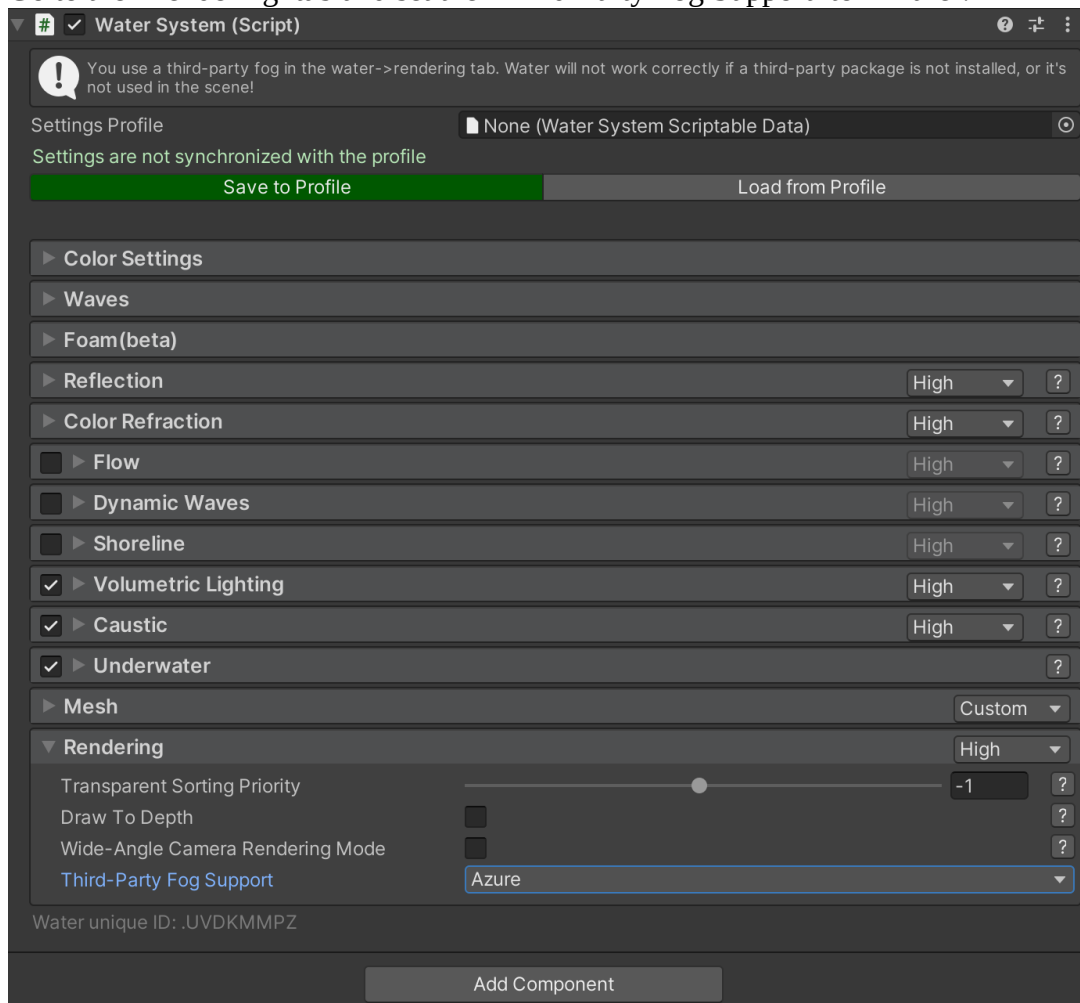 Water System (Script)
You use a third-party fog in the water->rendering tab. Water will not work correctly if a third-party package is not installed, or it's
not used in the scene!
Settings Profile None (Water System Scriptable Data)
Settings are not synchronized with the profile
Save to Profile Load from Profile
Color Settings
Waves
Foam(beta)
Reflection High ?
Color Refraction High ?
Flow High ?
Dynamic Waves High ?
Shoreline High ?
Volumetric Lighting High ?
Caustic High ?
Underwater ?
Mesh Custom
Rendering High
Transparent Sorting Priority -1 ?
Draw To Depth ?
Wide-Angle Camera Rendering Mode ?
Third-Party Fog Support Azure
Water unique ID: .UVDKMMPZ
Add Component